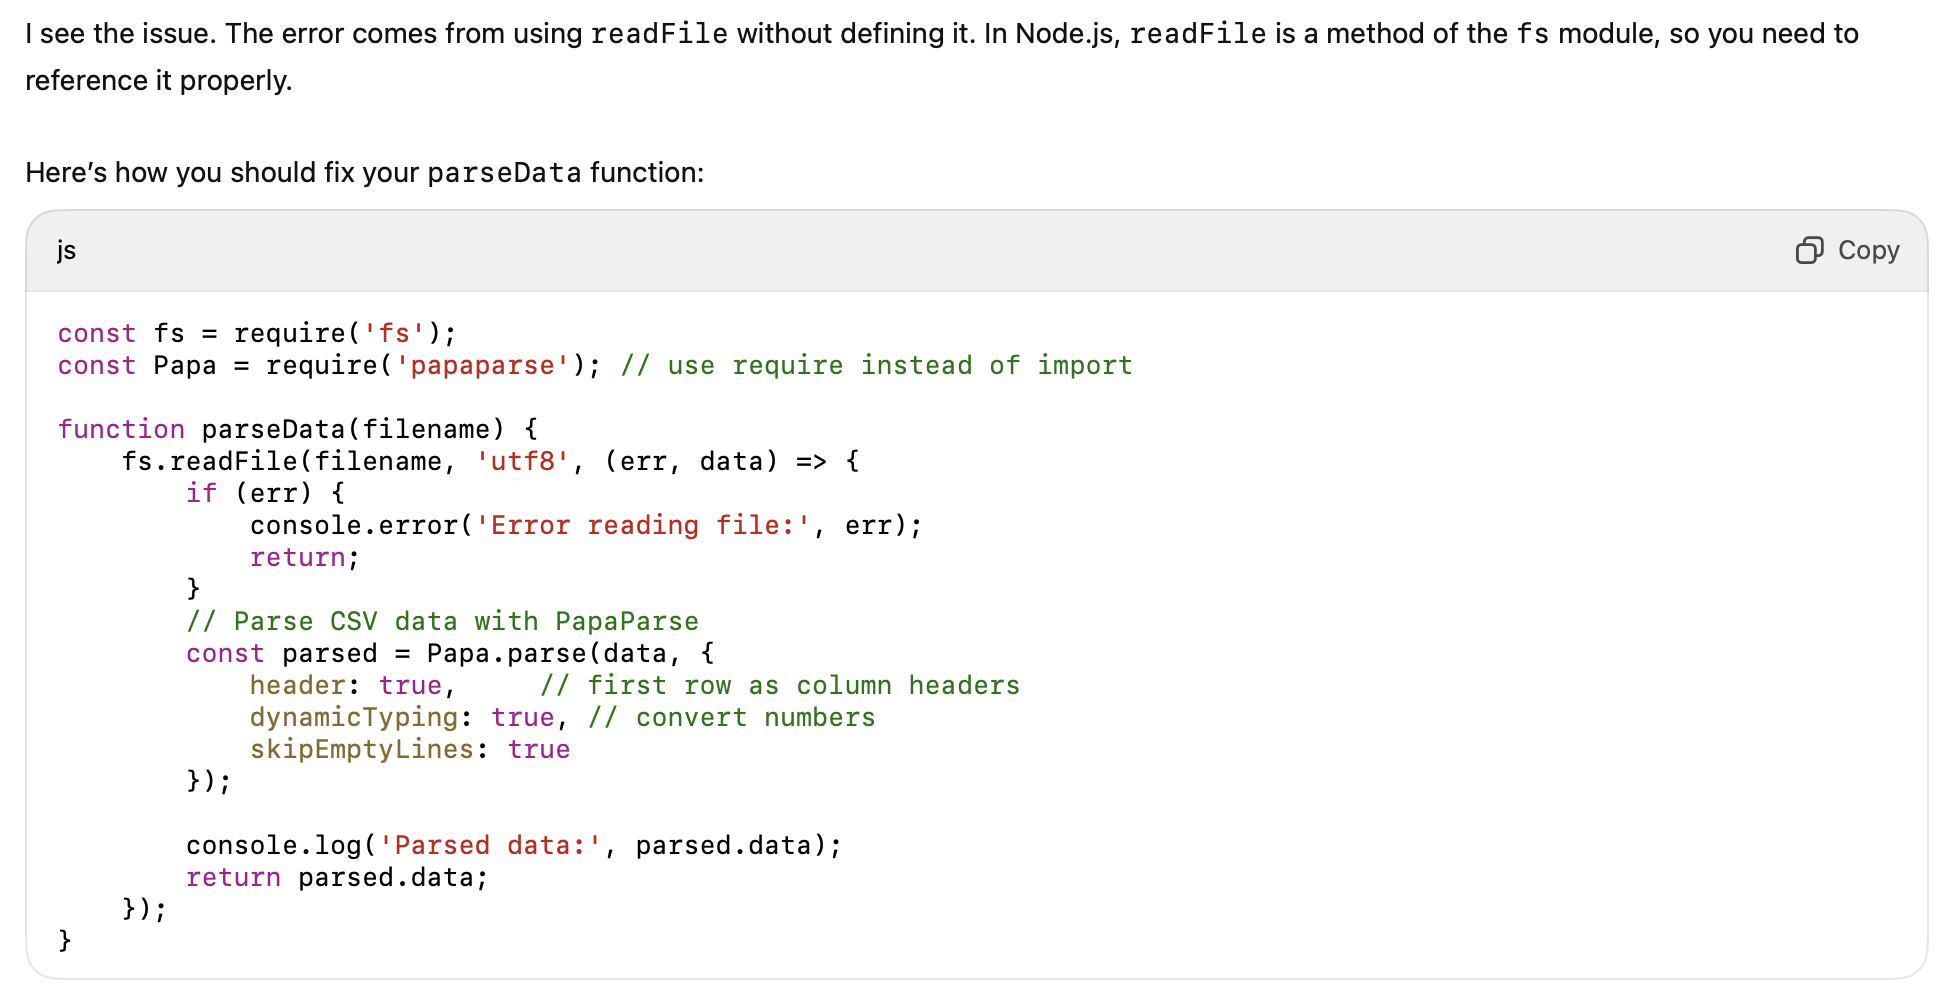 I see the issue. The error comes from using readFile without defining it. In Node.js, readFile is a method of the fs module, so you need to
reference it properly.
Here’s how you should fix your parseData function:
js
Copy
const fs = require('fs');
const Papa = require('papaparse'); // use require instead of import
function parseData(filename) {
    fs.readFile(filename, 'utf8', (err, data) => {
        if (err) {
            console.error('Error reading file:', err);
            return;
        }
        // Parse CSV data with PapaParse
        const parsed = Papa.parse(data, {
            header: true,     // first row as column headers
            dynamicTyping: true, // convert numbers
            skipEmptyLines: true
        });
        console.log('Parsed data:', parsed.data);
        return parsed.data;
    });
}